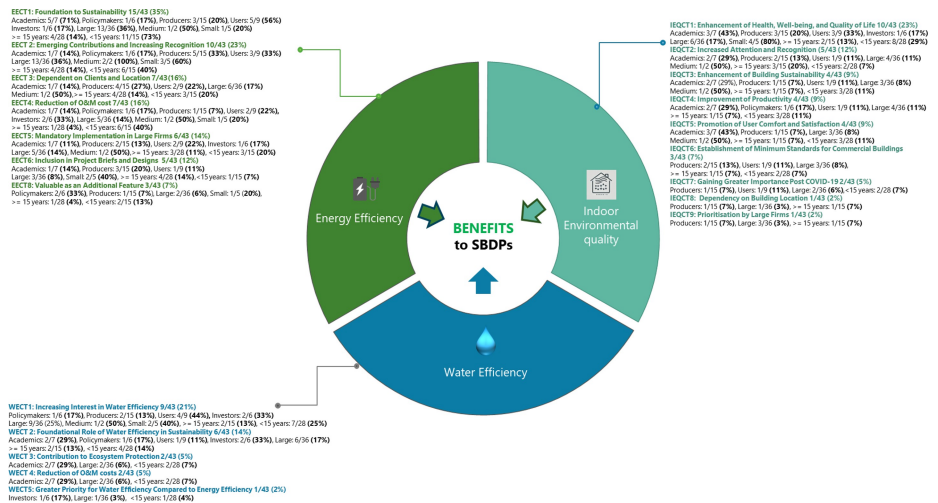 EECT1: Foundation to Sustainability 15/43 (35%)
Academics: 5/7 (71%), Policymakers: 1/6 (17%), Producers: 3/15 (20%), Users: 5/9 (56%)
Investors: 1/6 (17%), Large: 13/36 (36%), Medium: 1/2 (50%), Small: 1/5 (20%)
>= 15 years: 4/28 (14%), <15 years: 11/15 (73%)
EECT 2: Emerging Contributions and Increasing Recognition 10/43 (23%)
Academics: 1/7 (14%), Policymakers: 1/6 (17%), Producers: 5/15 (33%), Users: 3/9 (33%)
Large: 13/36 (36%), Medium: 2/2 (100%), Small: 3/5 (60%)
>= 15 years: 4/28 (14%), <15 years: 6/15 (40%)
EECT 3: Dependent on Clients and Location 7/43(16%)
Academics: 1/7 (14%), Producers: 4/15 (27%), Users: 2/9 (22%), Large: 6/36 (17%)
Medium: 1/2 (50%),>= 15 years: 4/28 (14%), <15 years: 3/15 (20%)
EECT4: Reduction of O&M cost 7/43 (16%)
Academics: 1/7 (14%), Policymakers: 1/6 (17%), Producers: 1/15 (7%), Users: 2/9 (22%),
Investors: 2/6 (33%), Large: 5/36 (14%), Medium: 1/2 (50%), Small: 1/5 (20%)
>= 15 years: 1/28 (4%), <15 years: 6/15 (40%)
EECT5: Mandatory Implementation in Large Firms 6/43 (14%)
Academics: 1/7 (11%), Producers: 2/15 (13%), Users: 2/9 (22%), Investors: 1/6 (17%)
Large: 5/36 (14%), Medium: 1/2 (50%),>= 15 years: 3/28 (11%), <15 years: 3/15 (20%)
EECT6: Inclusion in Project Briefs and Designs 5/43 (12%)
Academics: 1/7 (14%), Producers: 3/15 (20%), Users: 1/9 (11%)
Large: 3/36 (8%), Small: 2/5 (40%), >= 15 years: 4/28 (14%), <15 years: 1/15 (7%)
EECT8: Valuable as an Additional Feature 3/43 (7%)
Policymakers: 2/6 (33%), Producers: 1/15 (7%), Large: 2/36 (6%), Small: 1/5 (20%),
>= 15 years: 1/28 (4%), <15 years: 2/15 (13%)
IEQCT1: Enhancement of Health, Well-being, and Quality of Life 10/43 (23%)
Academics: 3/7 (43%), Producers: 3/15 (20%), Users: 3/9 (33%), Investors: 1/6 (17%)
Large: 6/36 (17%), Small: 4/5 (80%), >= 15 years: 2/15 (13%), <15 years: 8/28 (29%)
IEQCT2: Increased Attention and Recognition (5/43 (12%)
Academics: 2/7 (29%), Producers: 2/15 (13%), Users: 1/9 (11%), Large: 4/36 (11%)
Medium: 1/2 (50%), >= 15 years: 3/15 (20%), <15 years: 2/28 (7%)
IEQCT3: Enhancement of Building Sustainability 4/43 (9%)
Academics: 2/7 (29%), Producers: 1/15 (7%), Users: 1/9 (11%), Large: 3/36 (8%)
Medium: 1/2 (50%), >= 15 years: 1/15 (7%), <15 years: 3/28 (11%)
IEQCT4: Improvement of Productivity 4/43 (9%)
Academics: 2/7 (29%), Policymakers: 1/6 (17%), Users: 1/9 (11%), Large: 4/36 (11%)
>= 15 years: 1/15 (7%), <15 years: 3/28 (11%)
IEQCT5: Promotion of User Comfort and Satisfaction 4/43 (9%)
Academics: 3/7 (43%), Producers: 1/15 (7%), Large: 3/36 (8%)
Medium: 1/2 (50%), >= 15 years: 1/15 (7%), <15 years: 3/28 (11%)
IEQCT6: Establishment of Minimum Standards for Commercial Buildings
3/43 (7%)
Producers: 2/15 (13%), Users: 1/9 (11%), Large: 3/36 (8%),
>= 15 years: 1/15 (7%), <15 years: 2/28 (7%)
IEQCT7: Gaining Greater Importance Post COVID-19 2/43 (5%)
Producers: 1/15 (7%), Users: 1/9 (11%), Large: 2/36 (6%),<15 years: 2/28 (7%)
IEQCT8: Dependency on Building Location 1/43 (2%)
Producers: 1/15 (7%), Large: 1/36 (3%), >= 15 years: 1/15 (7%)
IEQCT9: Prioritisation by Large Firms 1/43 (2%)
Producers: 1/15 (7%), Large: 3/36 (3%), >= 15 years: 1/15 (7%)
Energy Efficiency
Indoor
Environmental
quality
BENEFITS
to SBDPs
Water Efficiency
WECT1: Increasing Interest in Water Efficiency 9/43 (21%)
Policymakers: 1/6 (17%), Producers: 2/15 (13%), Users: 4/9 (44%), Investors: 2/6 (33%)
Large: 9/36 (25%), Medium: 1/2 (50%), Small: 2/5 (40%), >= 15 years: 2/15 (13%), <15 years: 7/28 (25%)
WECT 2: Foundational Role of Water Efficiency in Sustainability 6/43 (14%)
Academics: 2/7 (29%), Policymakers: 1/6 (17%), Users: 1/9 (11%), Investors: 2/6 (33%), Large: 6/36 (17%)
>= 15 years: 2/15 (13%), <15 years: 4/28 (14%)
WECT 3: Contribution to Ecosystem Protection 2/43 (5%)
Academics: 2/7 (29%), Large: 2/36 (6%), <15 years: 2/28 (7%)
WECT 4: Reduction of O&M costs 2/43 (5%)
Academics: 2/7 (29%), Large: 2/36 (6%), <15 years: 2/28 (7%)
WECT5: Greater Priority for Water Efficiency Compared to Energy Efficiency 1/43 (2%)
Investors: 1/6 (17%), Large: 1/36 (3%), <15 years: 1/28 (4%)